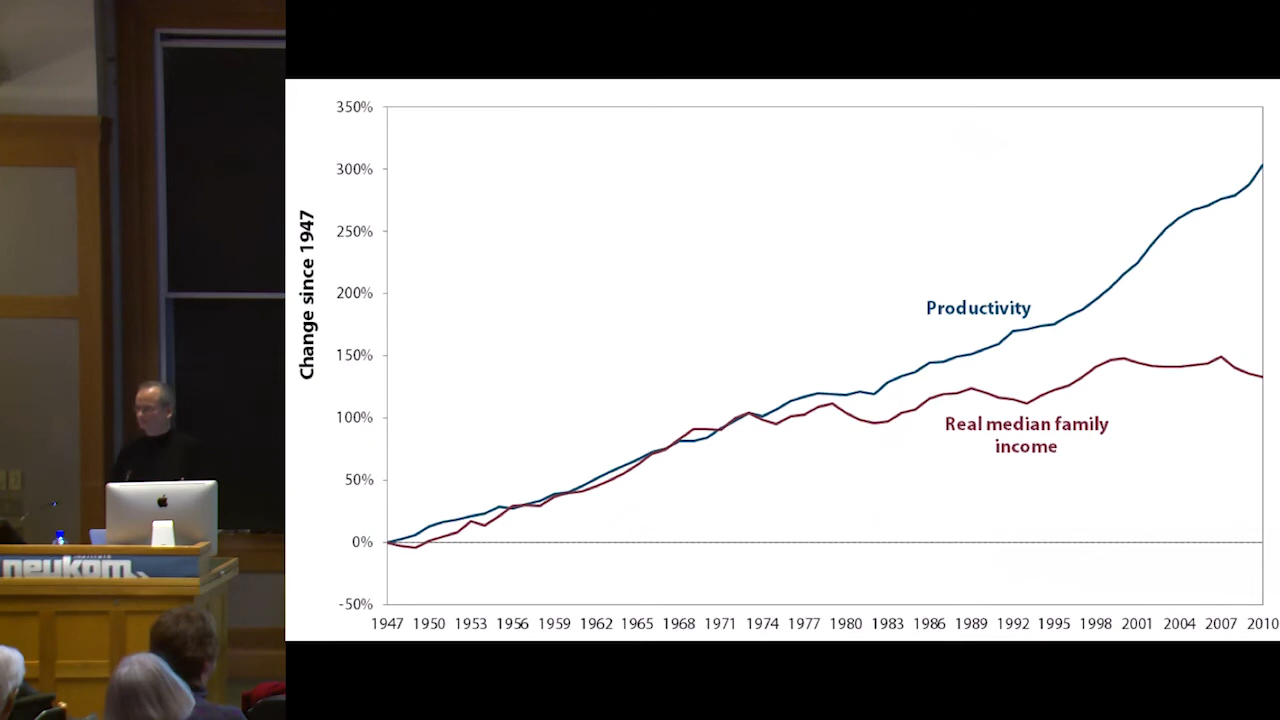 350%
300%
250%
200%
150%
100%
50%
0%
-50%
Change since 1947
Productivity
Real median family
income
1947 1950 1953 1956 1959 1962 1965 1968 1971 1974 1977 1980 1983 1986 1989 1992 1995 1998 2001 2004 2007 2010
neukom